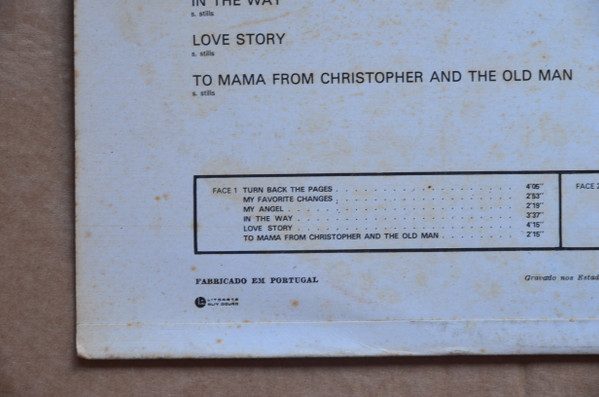 IN THE WAY
s. stills
LOVE STORY
s. stills
TO MAMA FROM CHRISTOPHER AND THE OLD MAN
s. stills
FACE 1 TURN BACK THE PAGES . . . . . . . . . . . . . . . 4'05''
MY FAVORITE CHANGES . . . . . . . . . . . . . . . 2'53''
MY ANGEL . . . . . . . . . . . . . . . . . . . 2'19''
IN THE WAY . . . . . . . . . . . . . . . . . . 3'37''
LOVE STORY . . . . . . . . . . . . . . . . . . 4'15''
TO MAMA FROM CHRISTOPHER AND THE OLD MAN . . . . . . 2'15''
FACE 2
FABRICADO EM PORTUGAL
Gravado nos Estad